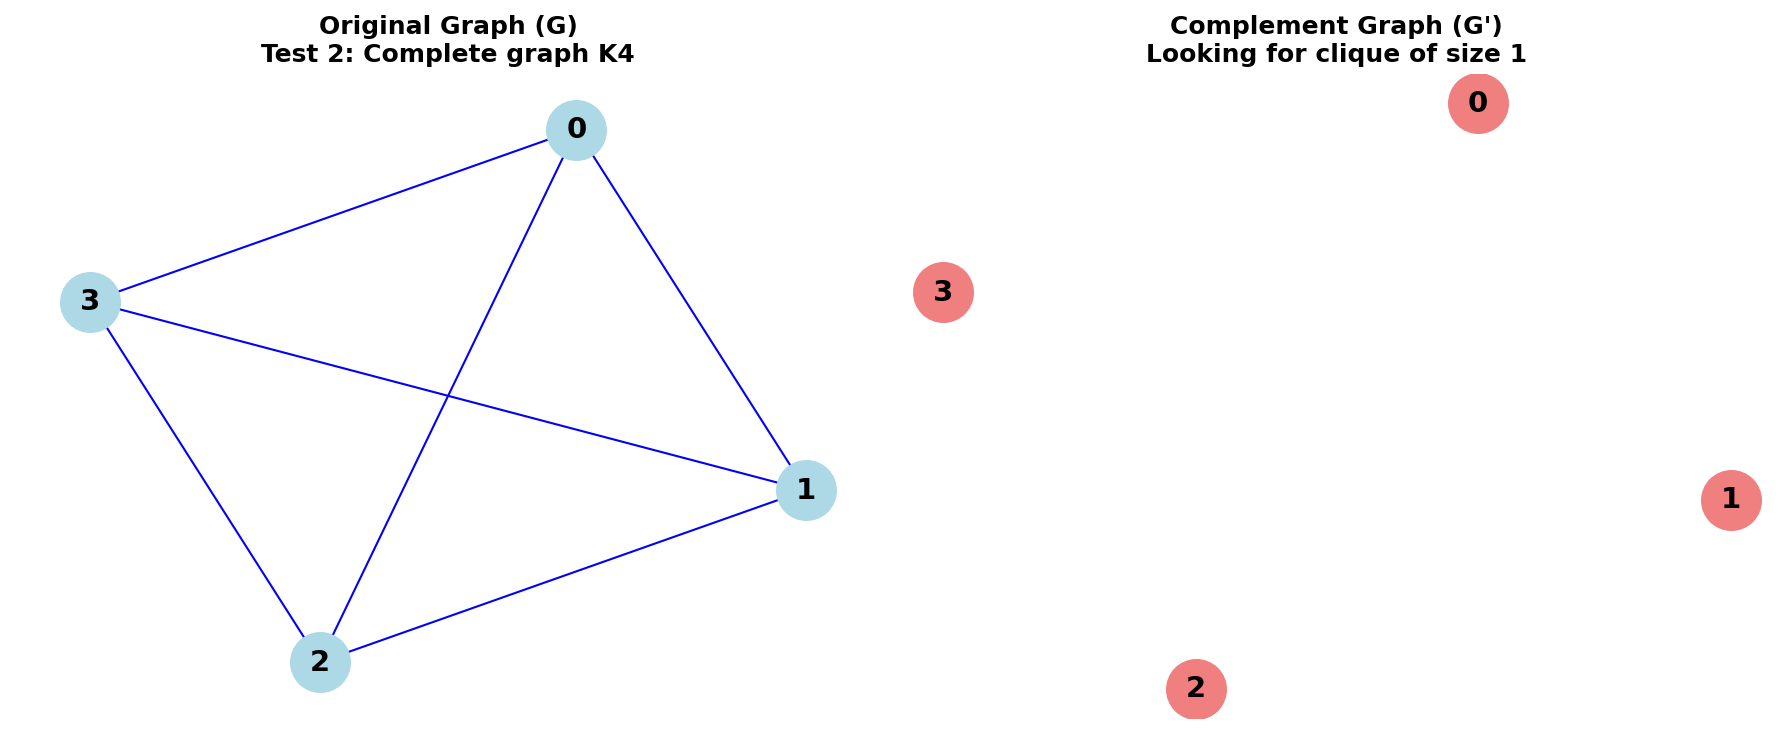 Original Graph (G)
Test 2: Complete graph K4
0
3
1
2
Complement Graph (G')
Looking for clique of size 1
0
3
1
2